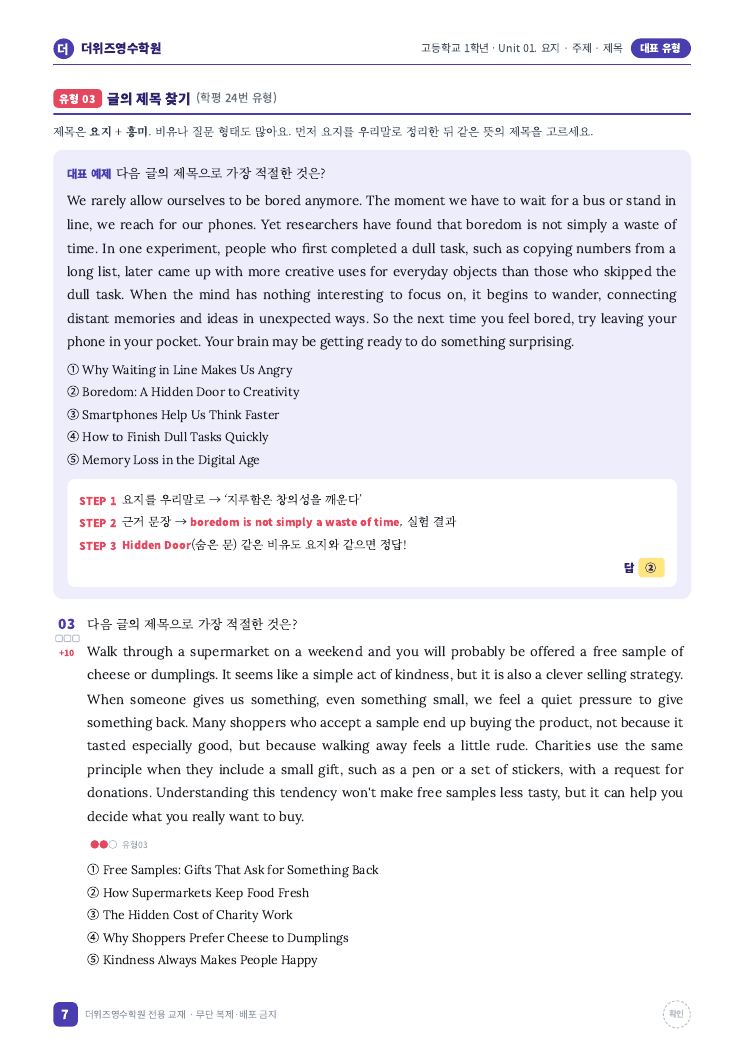 더 더위즈영수학원
고등학교 1학년 · Unit 01. 요지 · 주제 · 제목 대표 유형
유형 03 글의 제목 찾기 (학평 24번 유형)
제목은 요지 + 흥미. 비유나 질문 형태도 많아요. 먼저 요지를 우리말로 정리한 뒤 같은 뜻의 제목을 고르세요.
대표 예제 다음 글의 제목으로 가장 적절한 것은?
We rarely allow ourselves to be bored anymore. The moment we have to wait for a bus or stand in
line, we reach for our phones. Yet researchers have found that boredom is not simply a waste of
time. In one experiment, people who first completed a dull task, such as copying numbers from a
long list, later came up with more creative uses for everyday objects than those who skipped the
dull task. When the mind has nothing interesting to focus on, it begins to wander, connecting
distant memories and ideas in unexpected ways. So the next time you feel bored, try leaving your
phone in your pocket. Your brain may be getting ready to do something surprising.
① Why Waiting in Line Makes Us Angry
② Boredom: A Hidden Door to Creativity
③ Smartphones Help Us Think Faster
④ How to Finish Dull Tasks Quickly
⑤ Memory Loss in the Digital Age
STEP 1 요지를 우리말로 → ‘지루함은 창의성을 깨운다’
STEP 2 근거 문장 → boredom is not simply a waste of time, 실험 결과
STEP 3 Hidden Door(숨은 문) 같은 비유도 요지와 같으면 정답!
답 ②
03 다음 글의 제목으로 가장 적절한 것은?
+10
Walk through a supermarket on a weekend and you will probably be offered a free sample of
cheese or dumplings. It seems like a simple act of kindness, but it is also a clever selling strategy.
When someone gives us something, even something small, we feel a quiet pressure to give
something back. Many shoppers who accept a sample end up buying the product, not because it
tasted especially good, but because walking away feels a little rude. Charities use the same
principle when they include a small gift, such as a pen or a set of stickers, with a request for
donations. Understanding this tendency won't make free samples less tasty, but it can help you
decide what you really want to buy.
유형03
① Free Samples: Gifts That Ask for Something Back
② How Supermarkets Keep Food Fresh
③ The Hidden Cost of Charity Work
④ Why Shoppers Prefer Cheese to Dumplings
⑤ Kindness Always Makes People Happy
7 더위즈영수학원 전용 교재 · 무단 복제·배포 금지
확인